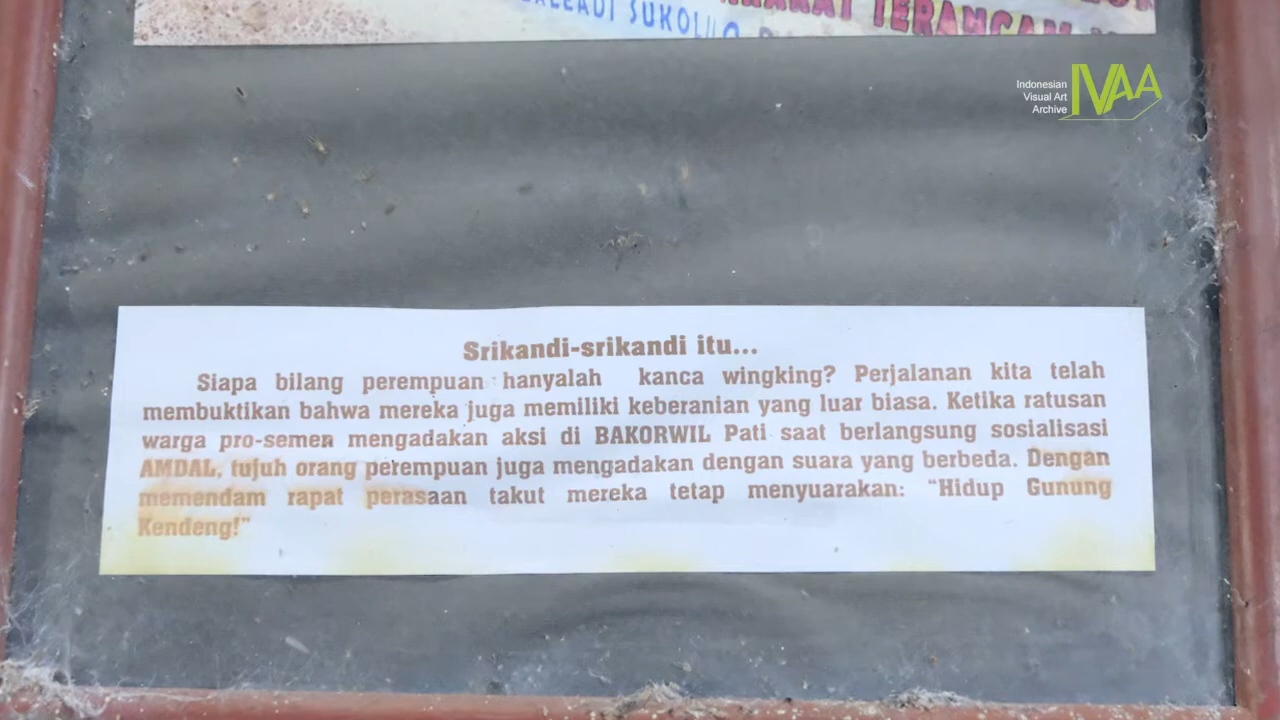 SUKOLILO
TERANCAM
Indonesian
Visual Art
Archive
IVAA
Srikandi-srikandi itu...
Siapa bilang perempuan hanyalah kanca wingking? Perjalanan kita telah
membuktikan bahwa mereka juga memiliki keberanian yang luar biasa. Ketika ratusan
warga pro-semen mengadakan aksi di BAKORWIL Pati saat berlangsung sosialisasi
AMDAL, tujuh orang perempuan juga mengadakan dengan suara yang berbeda. Dengan
memendam rapat perasaan takut mereka tetap menyuarakan: “Hidup Gunung
Kendeng!”